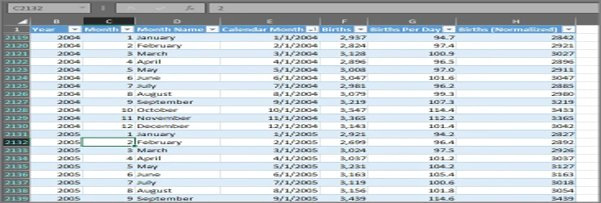 C2132 fx 2
B C D E F G H
1 Year Month Month Name Calendar Month Births Births Per Day Births (Normalized)
2119 2004 1 January 1/1/2004 2,937 94.7 2842
2120 2004 2 February 2/1/2004 2,824 97.4 2921
2121 2004 3 March 3/1/2004 3,128 100.9 3027
2122 2004 4 April 4/1/2004 2,896 96.5 2896
2123 2004 5 May 5/1/2004 3,008 97.0 2911
2124 2004 6 June 6/1/2004 3,047 101.6 3047
2125 2004 7 July 7/1/2004 2,981 96.2 2885
2126 2004 8 August 8/1/2004 3,079 99.3 2980
2127 2004 9 September 9/1/2004 3,219 107.3 3219
2128 2004 10 October 10/1/2004 3,547 114.4 3433
2129 2004 11 November 11/1/2004 3,365 112.2 3365
2130 2004 12 December 12/1/2004 3,143 101.4 3042
2131 2005 1 January 1/1/2005 2,921 94.2 2827
2132 2005 2 February 2/1/2005 2,699 96.4 2892
2133 2005 3 March 3/1/2005 3,024 97.5 2926
2134 2005 4 April 4/1/2005 3,037 101.2 3037
2135 2005 5 May 5/1/2005 3,231 104.2 3127
2136 2005 6 June 6/1/2005 3,163 105.4 3163
2137 2005 7 July 7/1/2005 3,119 100.6 3018
2138 2005 8 August 8/1/2005 3,156 101.8 3054
2139 2005 9 September 9/1/2005 3,439 114.6 3439